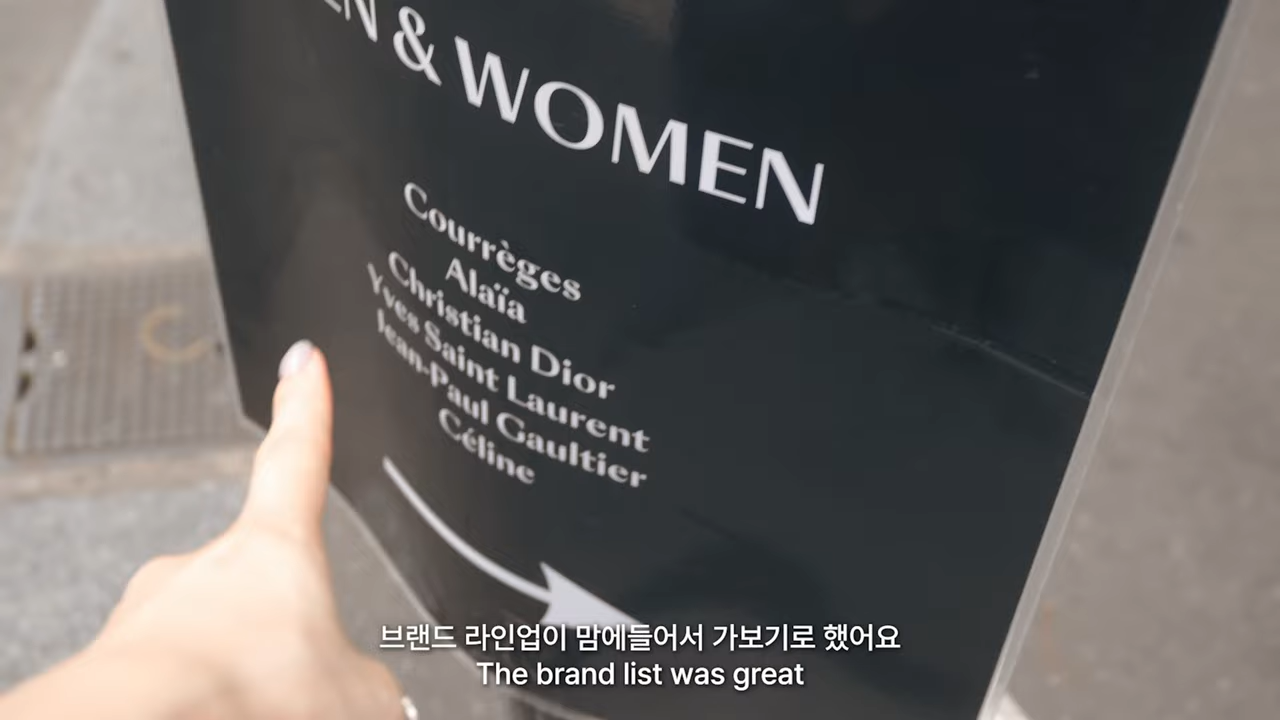 & WOMEN
Courrèges
Alaïa
Christian Dior
Yves Saint Laurent
Jean-Paul Gaultier
Céline
브랜드 라인업이 맘에들어서 가보기로 했어요
The brand list was great